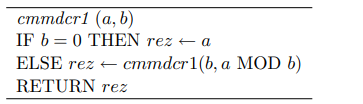 cmmdcr1 (a, b)
IF b = 0 THEN rez ← a
ELSE rez ← cmmdcr1(b, a MOD b)
RETURN rez